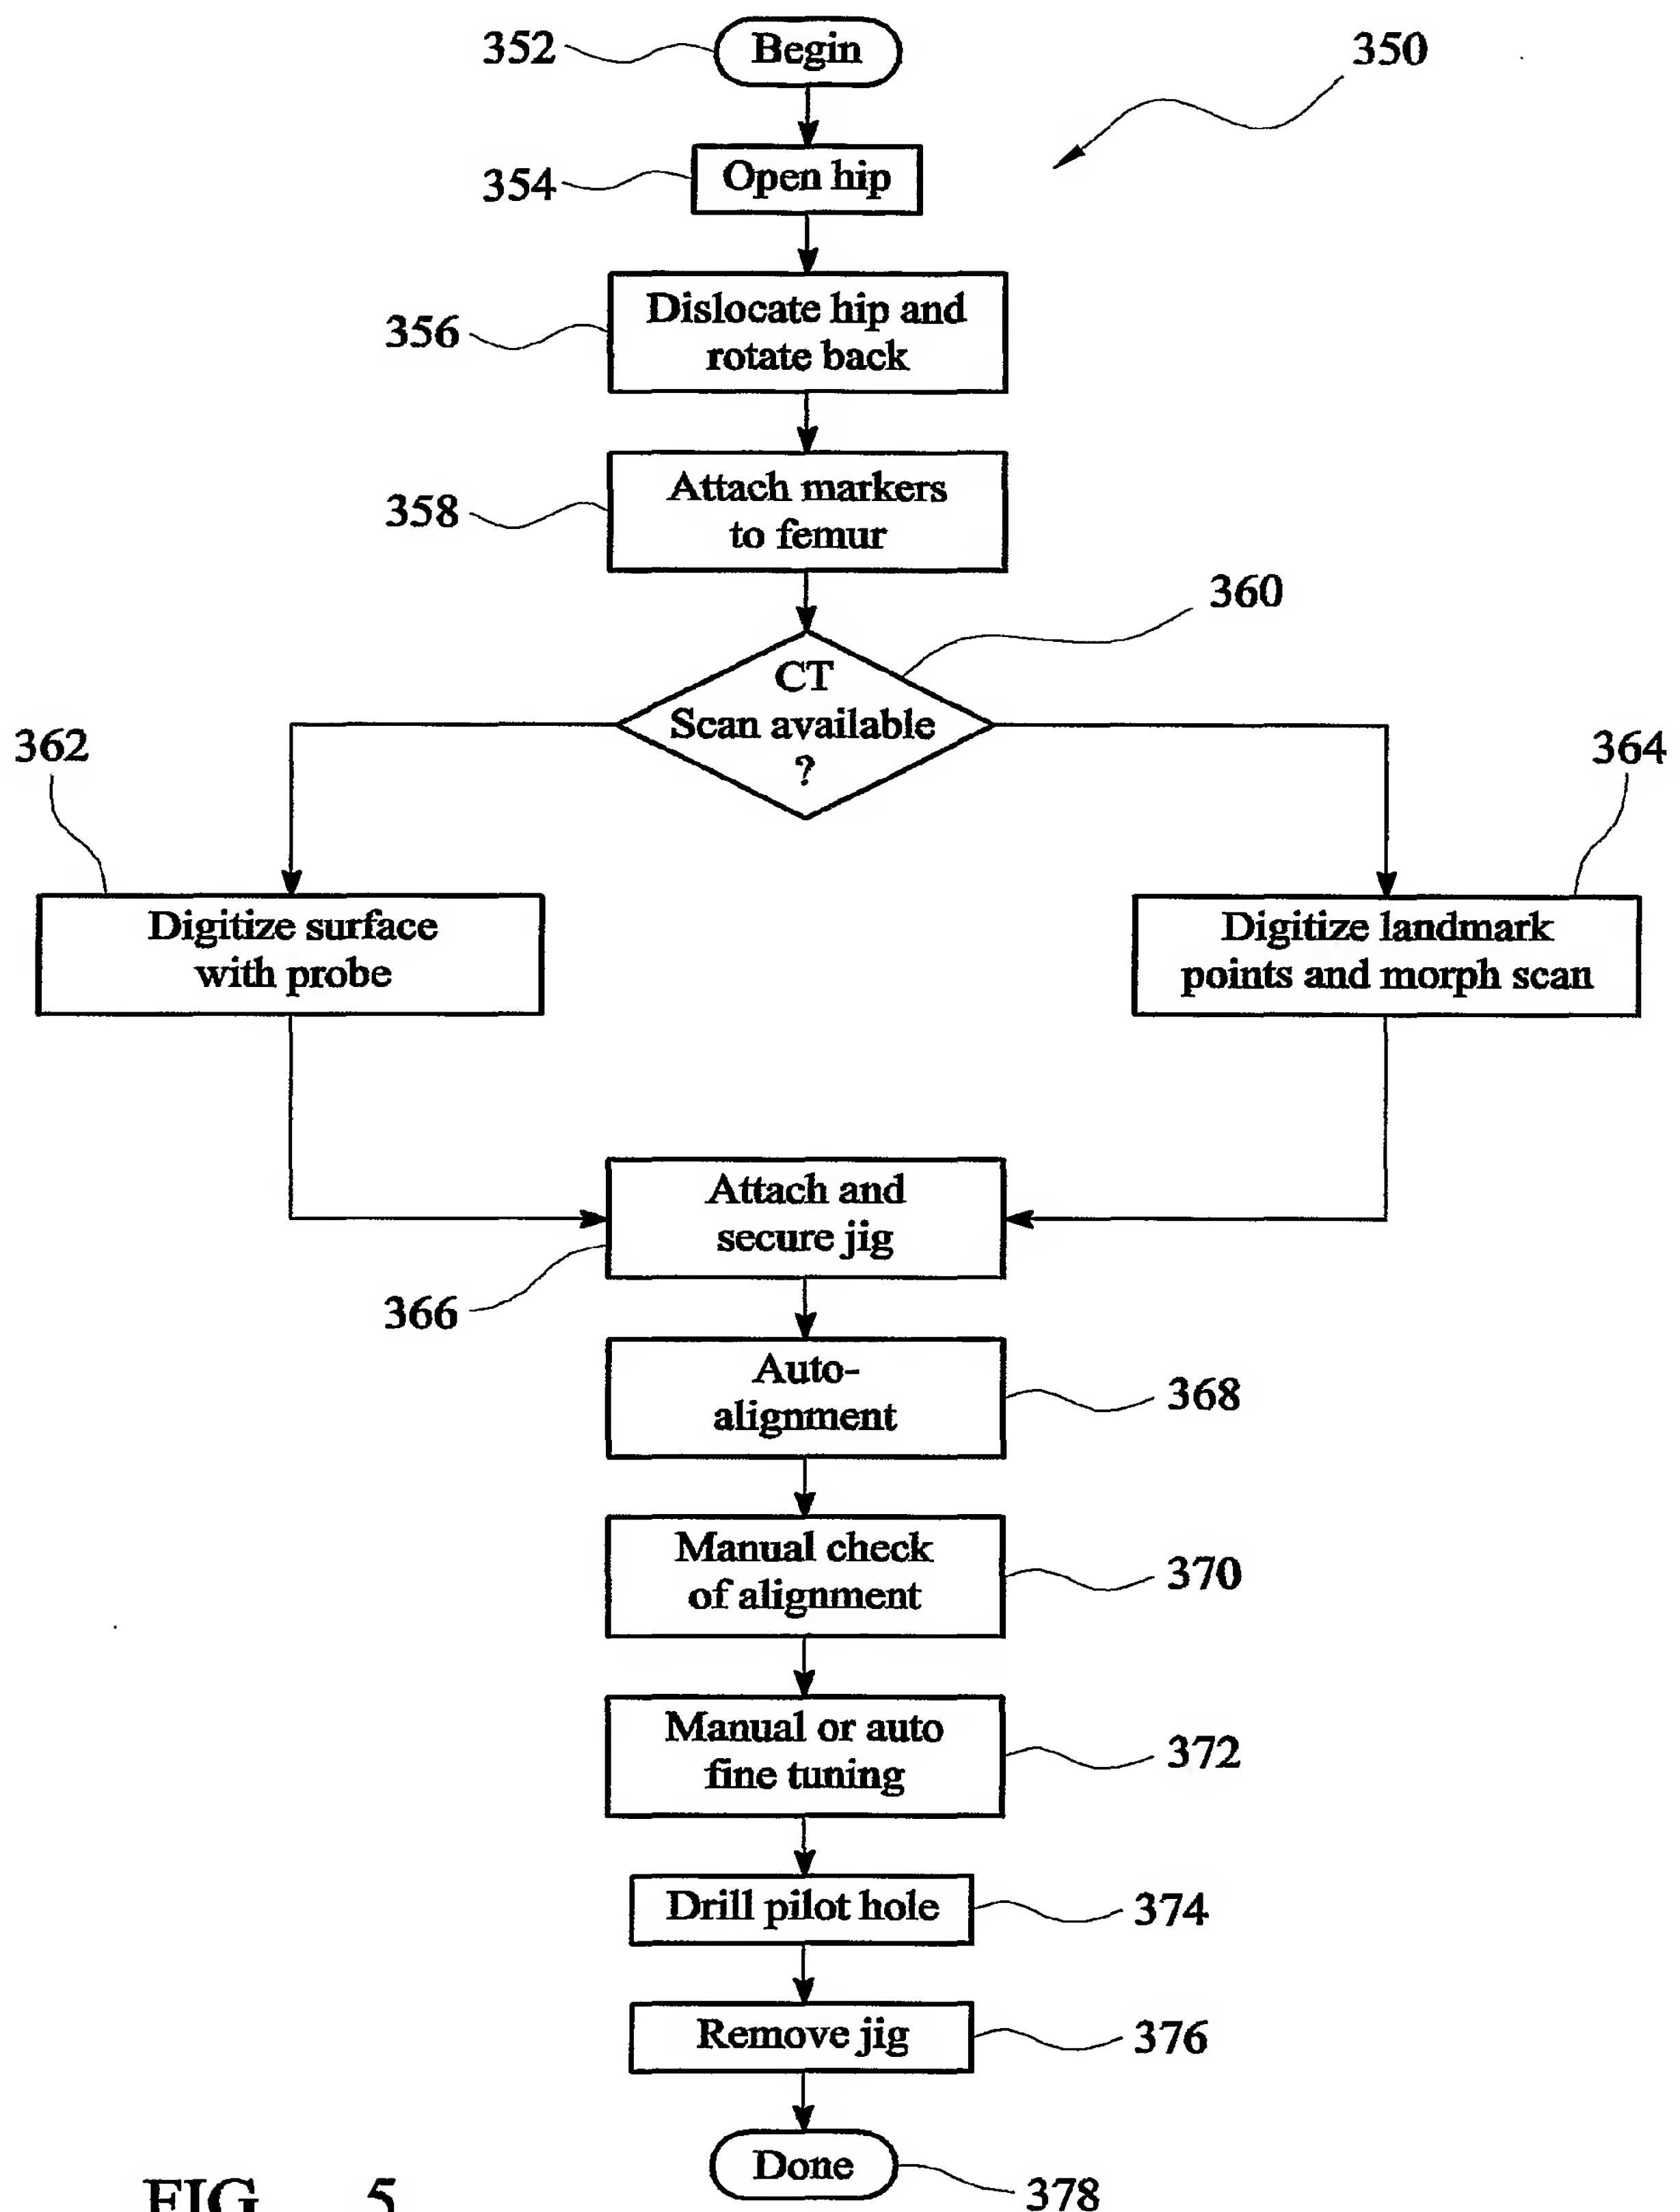 352
Begin
350
354
Open hip
356
Dislocate hip and
rotate back
358
Attach markers
to femur
360
CT
Scan available
?
362
364
Digitize surface
with probe
Digitize landmark
points and morph scan
Attach and
secure jig
366
Auto-
alignment
368
Manual check
of alignment
370
Manual or auto
fine tuning
372
Drill pilot hole
374
Remove jig
376
Done
378
FIG. 5